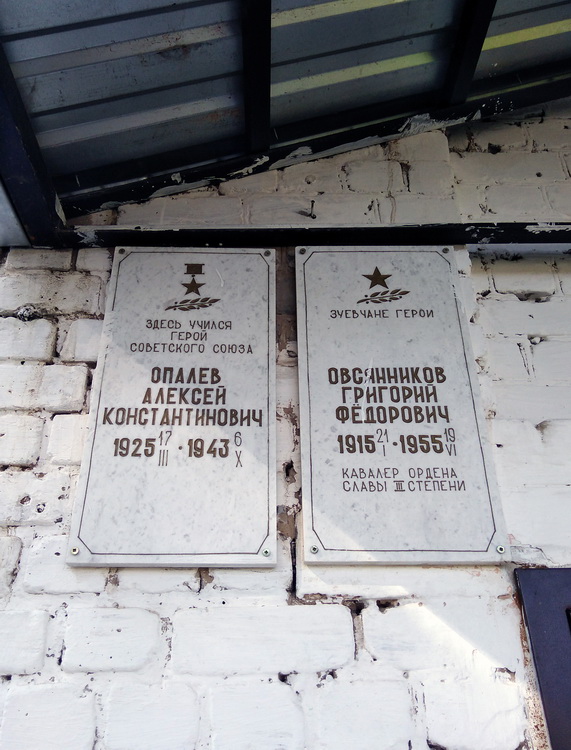 ЗДЕСЬ УЧИЛСЯ
ГЕРОЙ
СОВЕТСКОГО СОЮЗА
ОПАЛЕВ
АЛЕКСЕЙ
КОНСТАНТИНОВИЧ
1925 17/III · 1943 6/X
ЗУЕВЧАНЕ ГЕРОИ
ОВСЯННИКОВ
ГРИГОРИЙ
ФЁДОРОВИЧ
1915 21/I · 1955 19/VI
КАВАЛЕР ОРДЕНА
СЛАВЫ III СТЕПЕНИ